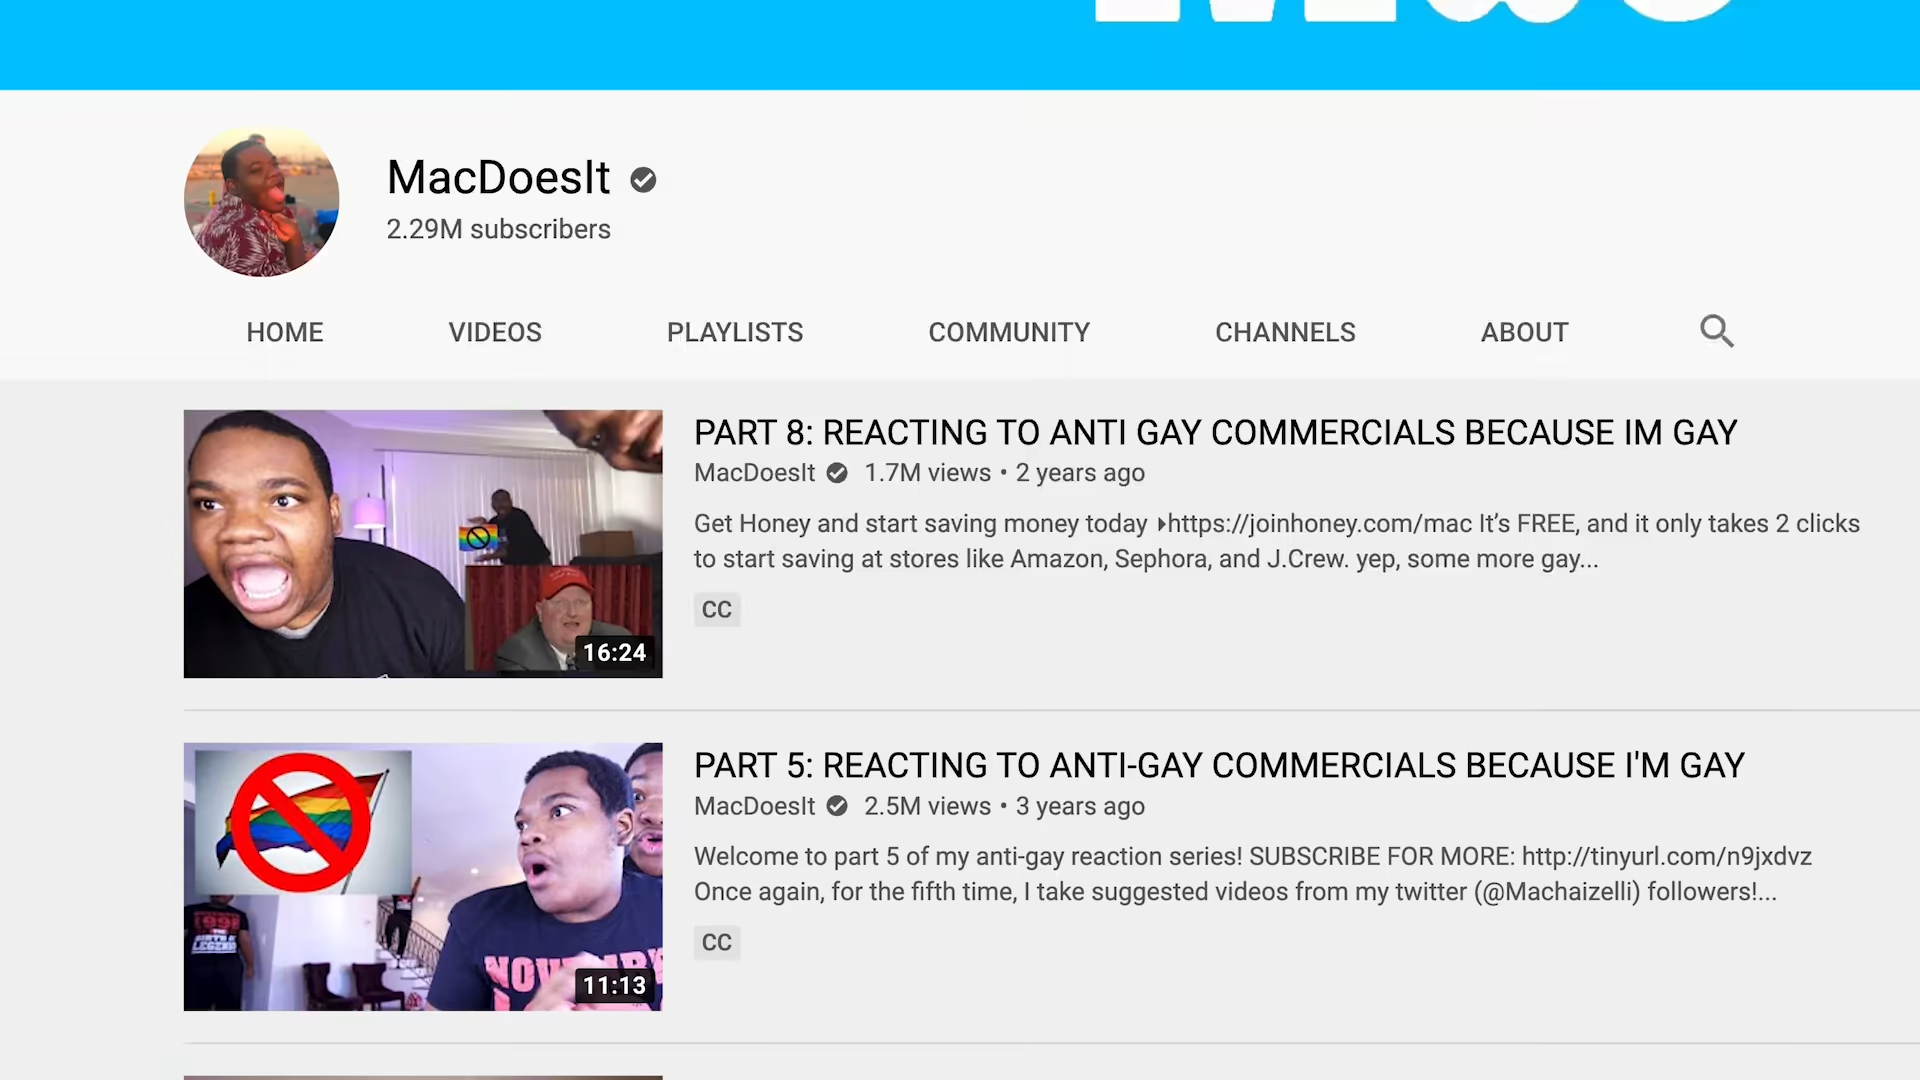 MacDoesIt
2.29M subscribers
HOME VIDEOS PLAYLISTS COMMUNITY CHANNELS ABOUT
PART 8: REACTING TO ANTI GAY COMMERCIALS BECAUSE IM GAY
MacDoesIt 1.7M views • 2 years ago
Get Honey and start saving money today ▸https://joinhoney.com/mac It’s FREE, and it only takes 2 clicks
to start saving at stores like Amazon, Sephora, and J.Crew. yep, some more gay...
CC
16:24
PART 5: REACTING TO ANTI-GAY COMMERCIALS BECAUSE I'M GAY
MacDoesIt 2.5M views • 3 years ago
Welcome to part 5 of my anti-gay reaction series! SUBSCRIBE FOR MORE: http://tinyurl.com/n9jxdvz
Once again, for the fifth time, I take suggested videos from my twitter (@Machaizelli) followers!...
CC
11:13